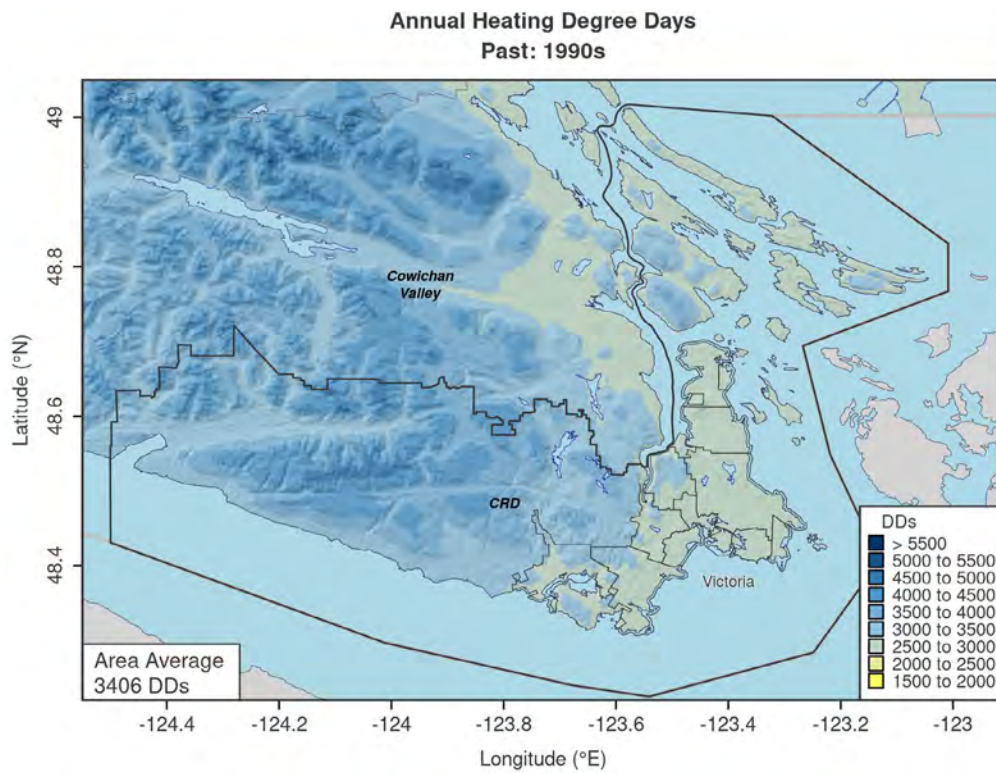 Annual Heating Degree Days
Past: 1990s
Latitude (°N)
49
48.8
48.6
48.4
Cowichan
Valley
CRD
Victoria
DDs
> 5500
5000 to 5500
4500 to 5000
4000 to 4500
3500 to 4000
3000 to 3500
2500 to 3000
2000 to 2500
1500 to 2000
Area Average
3406 DDs
-124.4
-124.2
-124
-123.8
-123.6
-123.4
-123.2
-123
Longitude (°E)